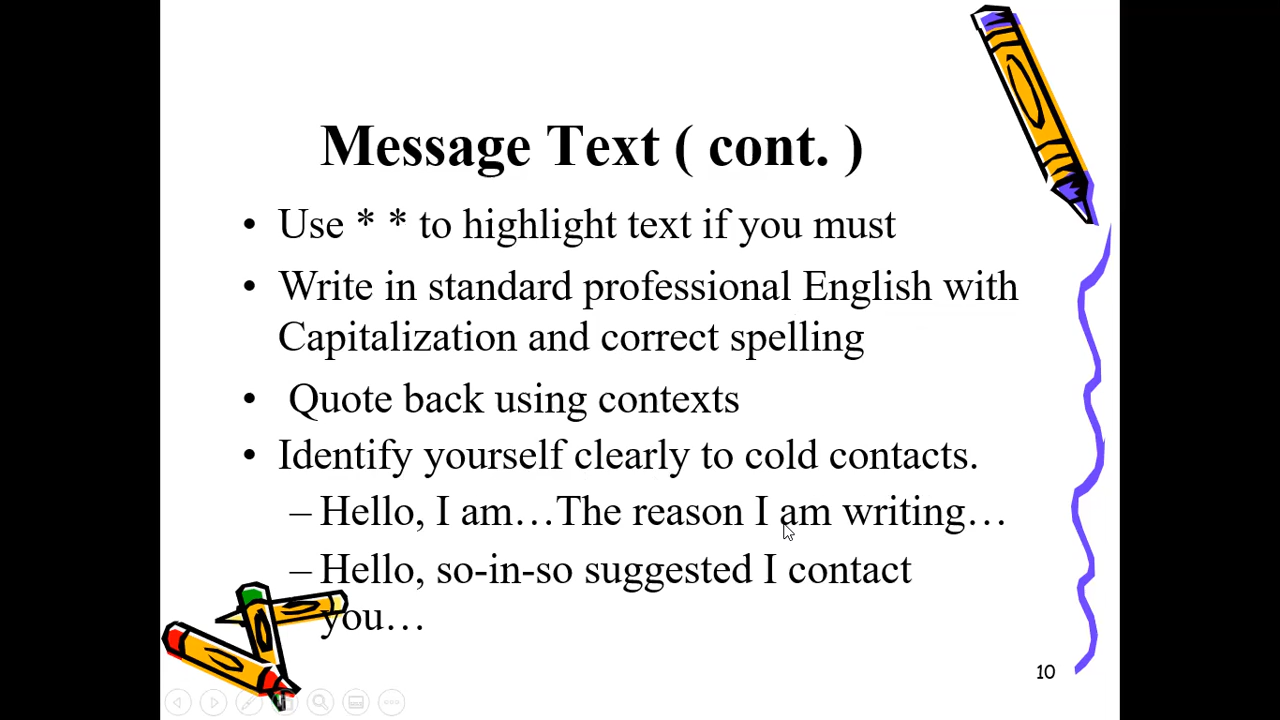 Message Text ( cont. )
• Use * * to highlight text if you must
• Write in standard professional English with
Capitalization and correct spelling
• Quote back using contexts
• Identify yourself clearly to cold contacts.
– Hello, I am…The reason I am writing…
– Hello, so-in-so suggested I contact
you…
10